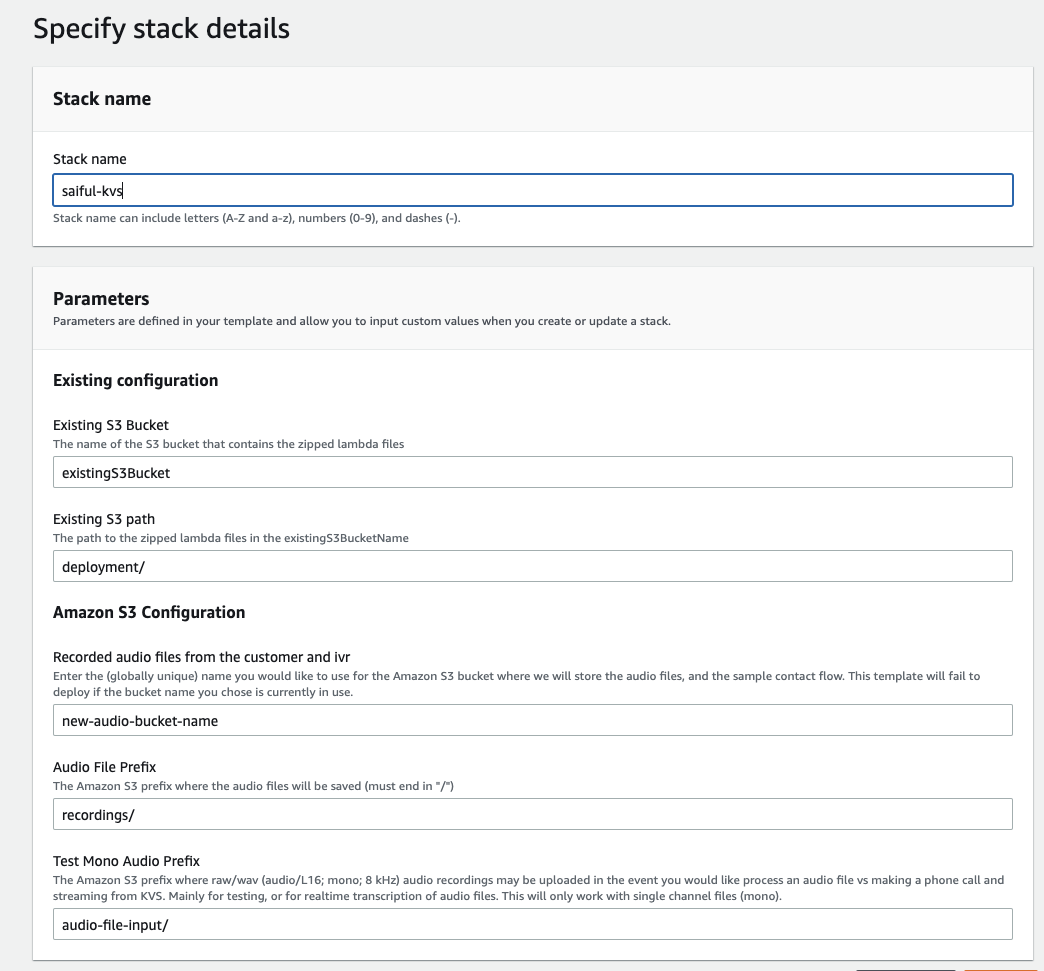 Specify stack details
Stack name
Stack name
saiful-kvs
Stack name can include letters (A-Z and a-z), numbers (0-9), and dashes (-).
Parameters
Parameters are defined in your template and allow you to input custom values when you create or update a stack.
Existing configuration
Existing S3 Bucket
The name of the S3 bucket that contains the zipped lambda files
existingS3Bucket
Existing S3 path
The path to the zipped lambda files in the existingS3BucketName
deployment/
Amazon S3 Configuration
Recorded audio files from the customer and ivr
Enter the (globally unique) name you would like to use for the Amazon S3 bucket where we will store the audio files, and the sample contact flow. This template will fail to
deploy if the bucket name you chose is currently in use.
new-audio-bucket-name
Audio File Prefix
The Amazon S3 prefix where the audio files will be saved (must end in "/")
recordings/
Test Mono Audio Prefix
The Amazon S3 prefix where raw/wav (audio/L16; mono; 8 kHz) audio recordings may be uploaded in the event you would like process an audio file vs making a phone call and
streaming from KVS. Mainly for testing, or for realtime transcription of audio files. This will only work with single channel files (mono).
audio-file-input/